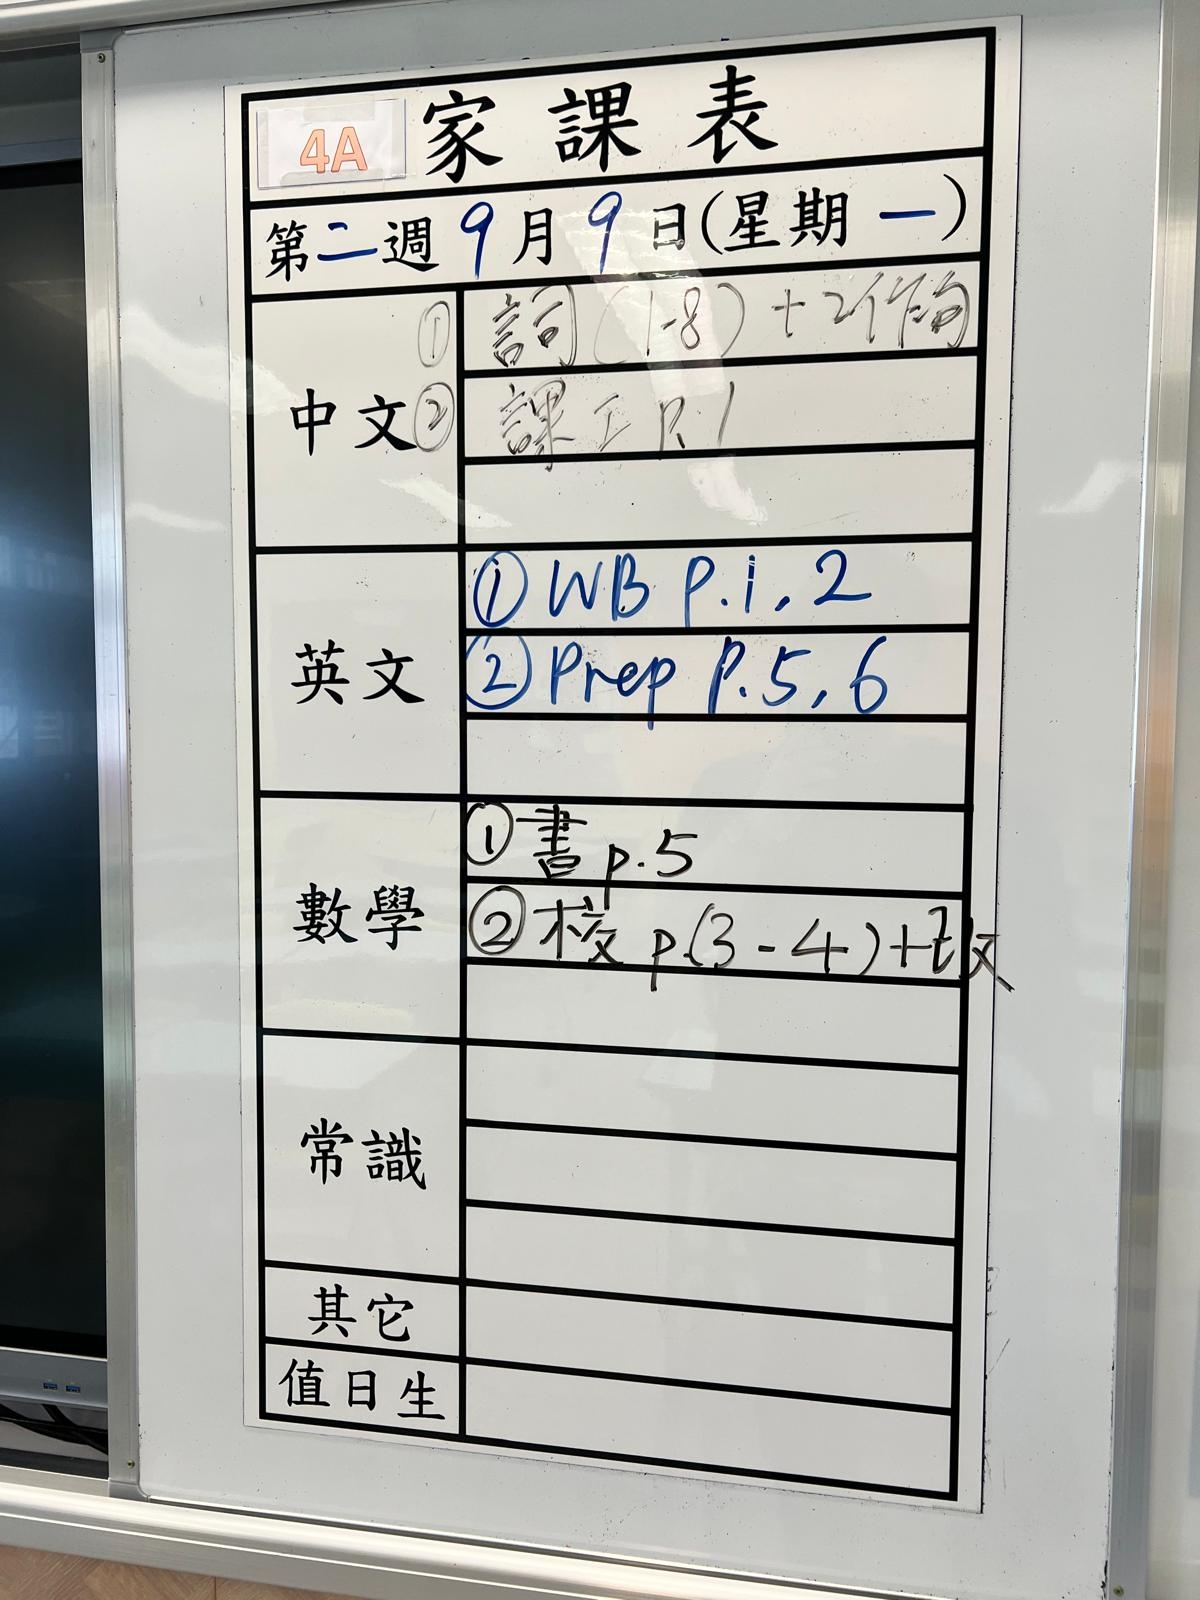 4A 家課表
第二週 9月9日(星期一)
中文
① 詞(1-8)+2作句
② 課工 P.1
英文
① WB P.1, 2
② Prep P.5, 6
數學
① 書 p.5
② 校 p.(3-4)+改
常識
其它
值日生